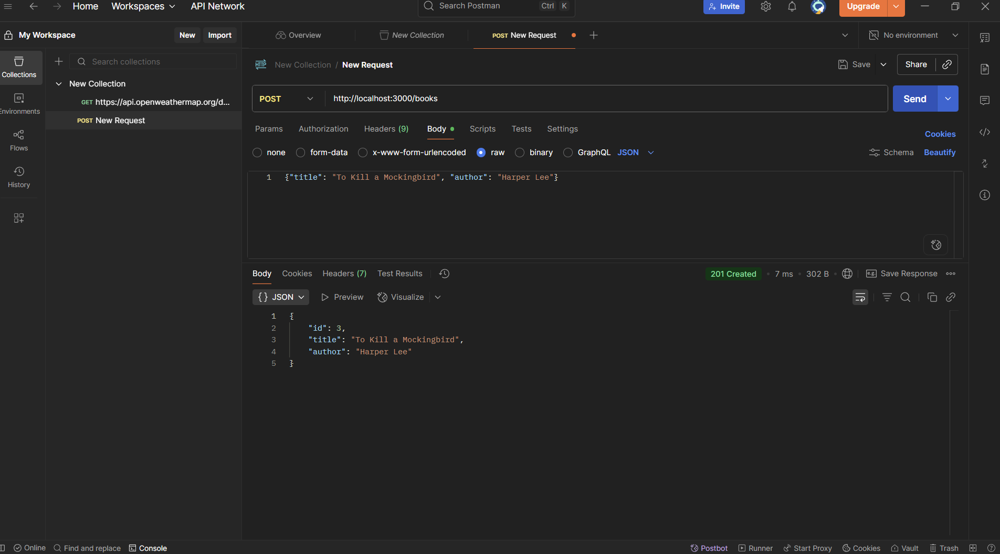 Home Workspaces API Network Search Postman Ctrl K Invite Upgrade
My Workspace New Import Overview New Collection POST New Request No environment
Collections
Environments
Flows
History
Search collections
New Collection
GET https://api.openweathermap.org/d...
POST New Request
HTTP New Collection / New Request Save Share
POST http://localhost:3000/books Send
Params Authorization Headers (9) Body Scripts Tests Settings Cookies
none form-data x-www-form-urlencoded raw binary GraphQL JSON Schema Beautify
1 {"title": "To Kill a Mockingbird", "author": "Harper Lee"}
Body Cookies Headers (7) Test Results 201 Created • 7 ms • 302 B • e.g. Save Response
{} JSON Preview Visualize
1 {
2 "id": 3,
3 "title": "To Kill a Mockingbird",
4 "author": "Harper Lee"
5 }
Online Find and replace Console Postbot Runner Start Proxy Cookies Vault Trash